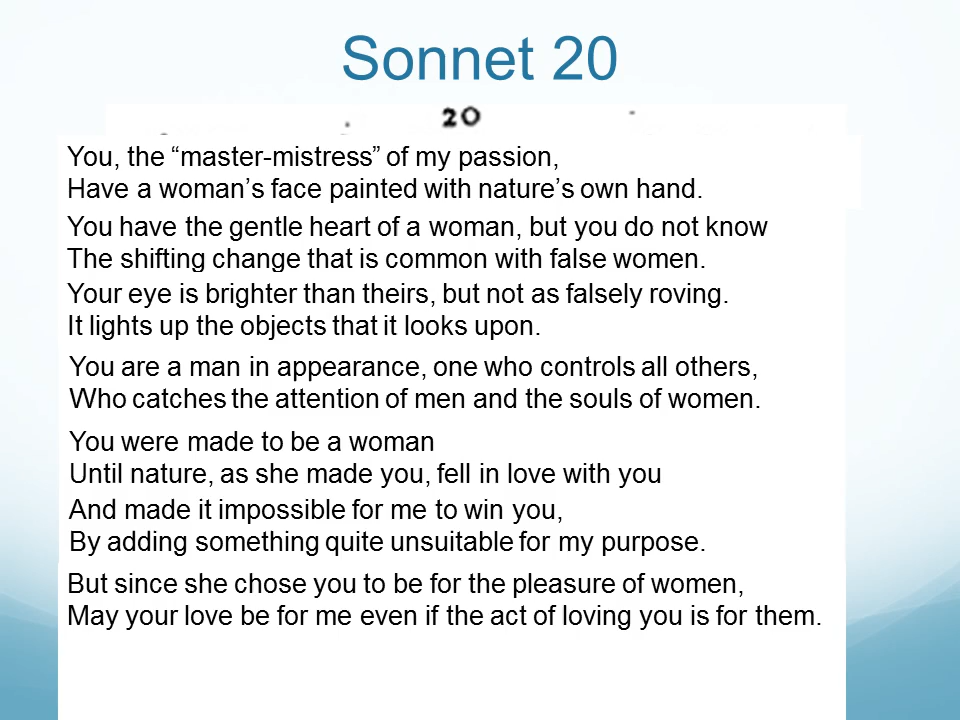 Sonnet 20
20
You, the “master-mistress” of my passion,
Have a woman’s face painted with nature’s own hand.
You have the gentle heart of a woman, but you do not know
The shifting change that is common with false women.
Your eye is brighter than theirs, but not as falsely roving.
It lights up the objects that it looks upon.
You are a man in appearance, one who controls all others,
Who catches the attention of men and the souls of women.
You were made to be a woman
Until nature, as she made you, fell in love with you
And made it impossible for me to win you,
By adding something quite unsuitable for my purpose.
But since she chose you to be for the pleasure of women,
May your love be for me even if the act of loving you is for them.